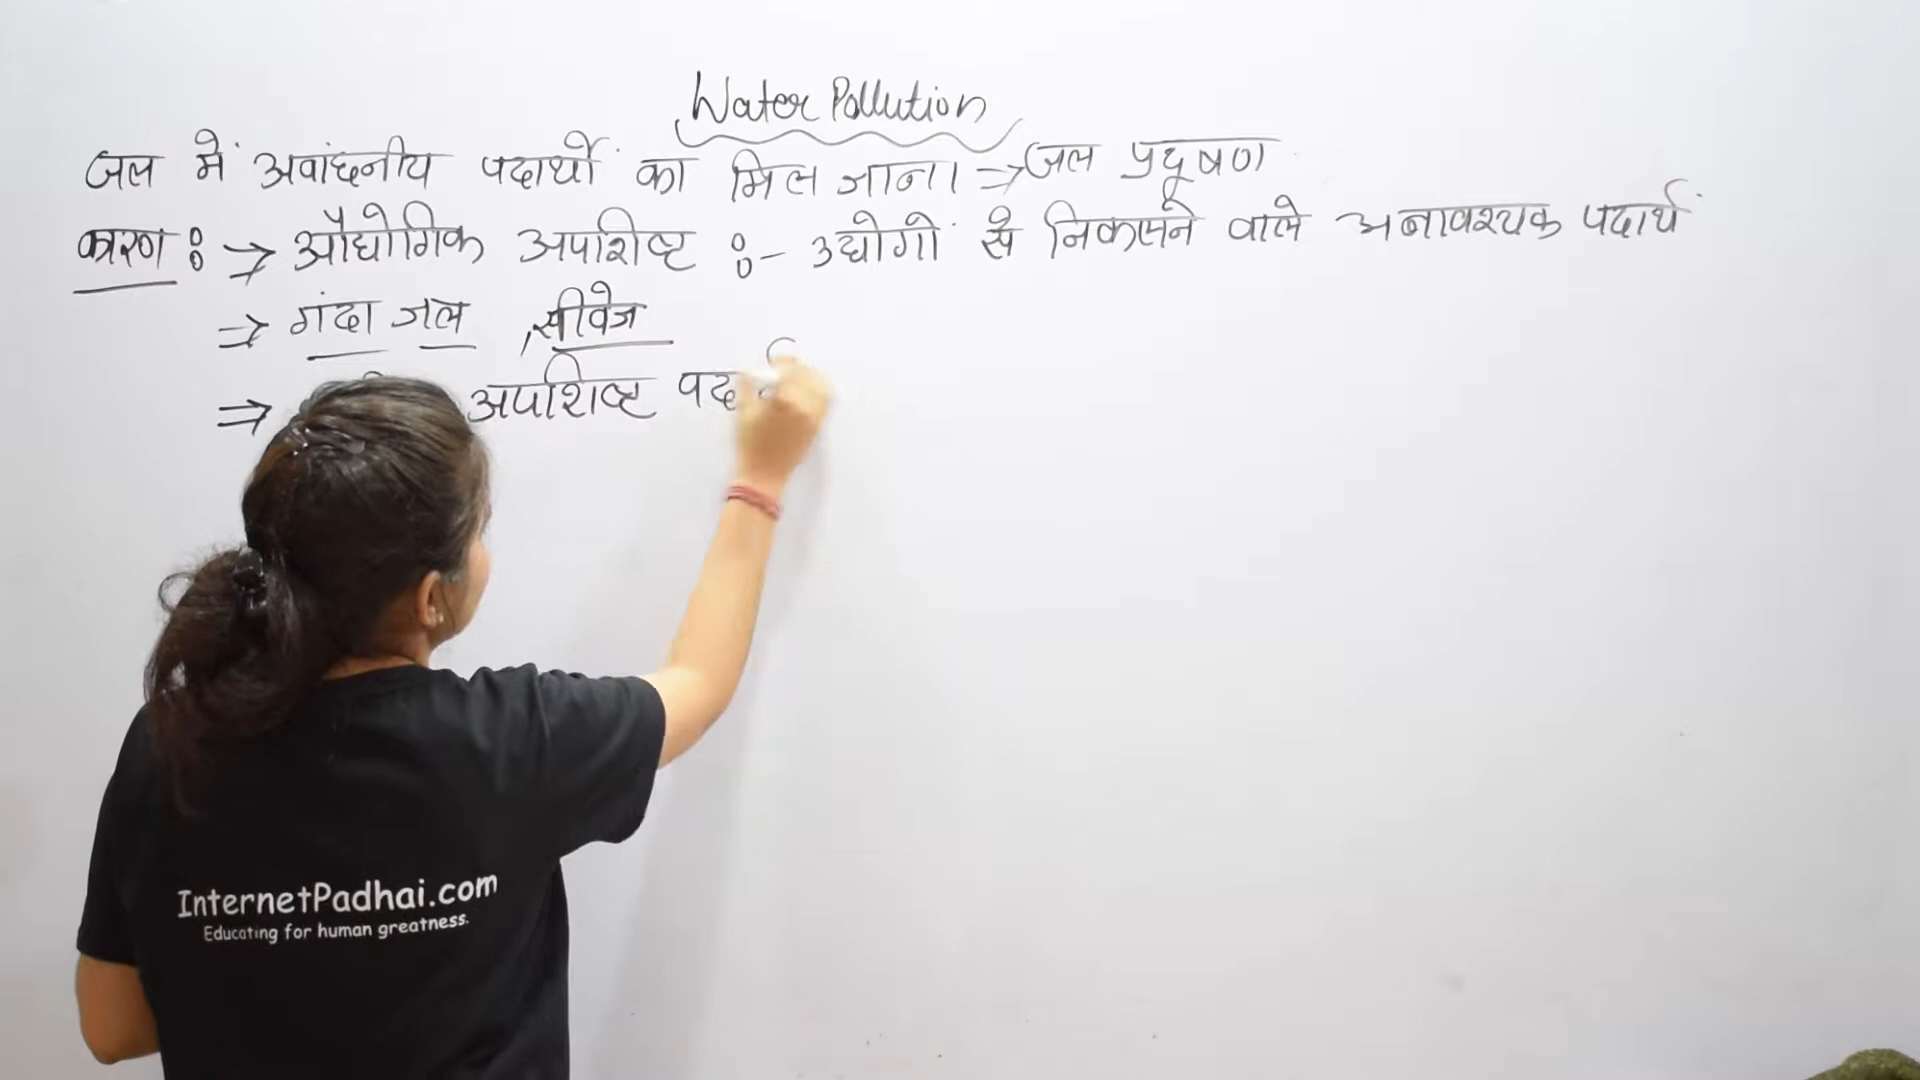 Water Pollution
जल में अवांछनीय पदार्थो का मिल जाना। ⇒ जल प्रदूषण
कारण : ⇒ औद्योगिक अपशिष्ट :- उद्योगो से निकलने वाले अनावश्यक पदार्थ
⇒ गंदा जल , सीवेज
⇒ अपशिष्ट
InternetPadhai.com
Educating for human greatness.